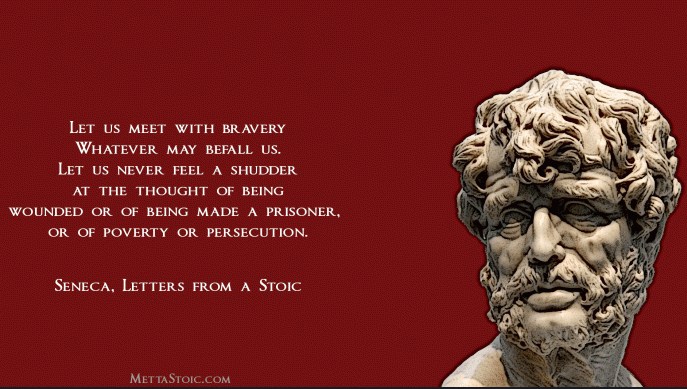 Let us meet with bravery
Whatever may befall us.
Let us never feel a shudder
at the thought of being
wounded or of being made a prisoner,
or of poverty or persecution.
Seneca, Letters from a Stoic
MettaStoic.com